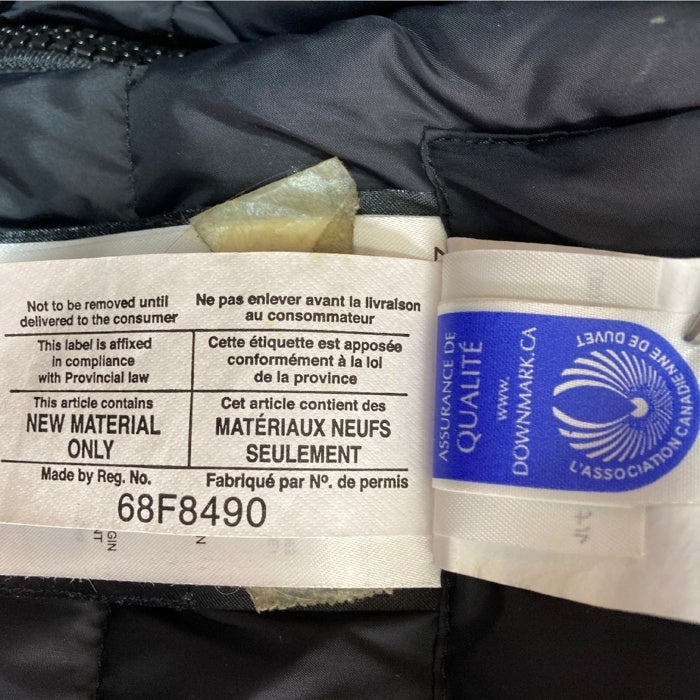 Not to be removed until
delivered to the consumer
Ne pas enlever avant la livraison
au consommateur
This label is affixed
in compliance
with Provincial law
Cette étiquette est apposée
conformément à la loi
de la province
This article contains
NEW MATERIAL
ONLY
Cet article contient des
MATÉRIAUX NEUFS
SEULEMENT
Made by Reg. No.
Fabriqué par Nº. de permis
68F8490
ASSURANCE DE
QUALITÉ
www.
DOWNMARK.CA
L'ASSOCIATION CANADIENNE DE DUVET